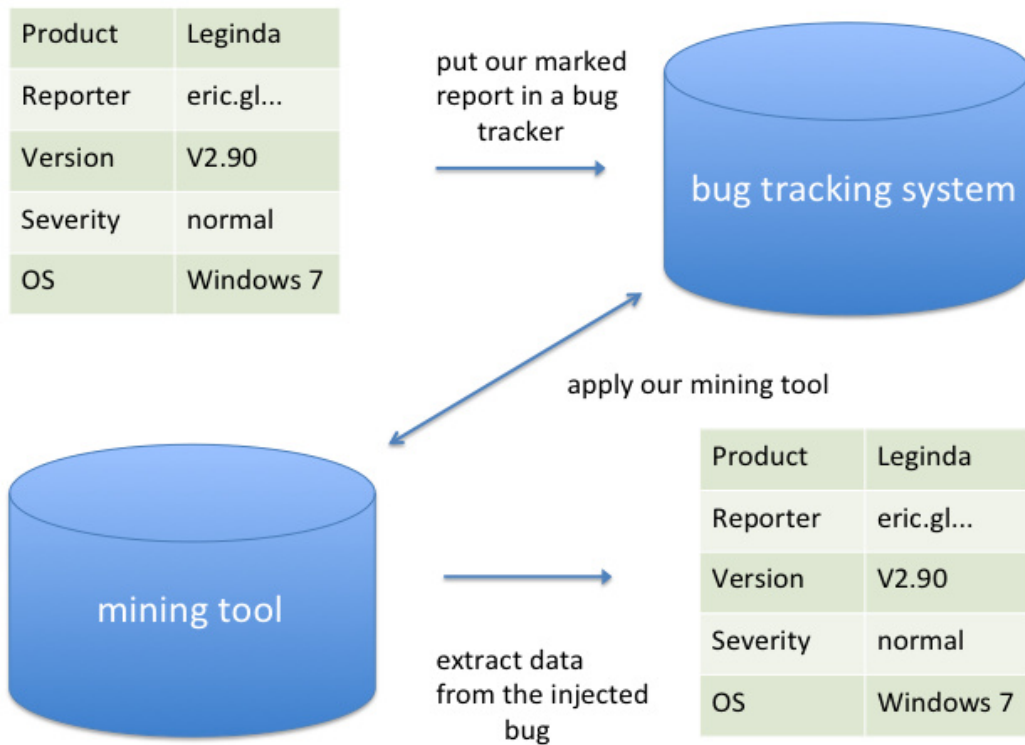 Product Leginda
Reporter eric.gl...
Version V2.90
Severity normal
OS Windows 7
put our marked
report in a bug
tracker
bug tracking system
apply our mining tool
mining tool
extract data
from the injected
bug
Product Leginda
Reporter eric.gl...
Version V2.90
Severity normal
OS Windows 7